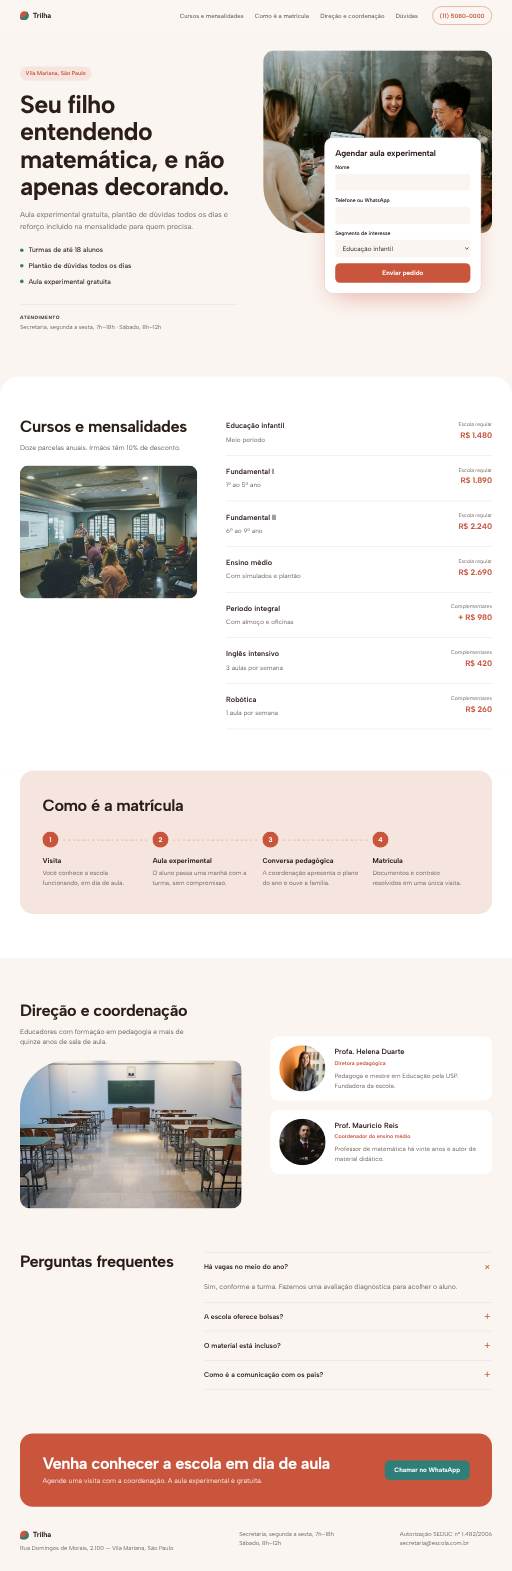 Trilha
Cursos e mensalidades
Como é a matrícula
Direção e coordenação
Dúvidas
(11) 5080-0000
Vila Mariana, São Paulo
Seu filho
entendendo
matemática, e não
apenas decorando.
Aula experimental gratuita, plantão de dúvidas todos os dias e
reforço incluído na mensalidade para quem precisa.
Turmas de até 18 alunos
Plantão de dúvidas todos os dias
Aula experimental gratuita
ATENDIMENTO
Secretaria, segunda a sexta, 7h–18h · Sábado, 8h–12h
Agendar aula experimental
Nome
Telefone ou WhatsApp
Segmento de interesse
Educação infantil
Enviar pedido
Cursos e mensalidades
Doze parcelas anuais. Irmãos têm 10% de desconto.
Educação infantil
Meio período
Escola regular
R$ 1.480
Fundamental I
1º ao 5º ano
Escola regular
R$ 1.890
Fundamental II
6º ao 9º ano
Escola regular
R$ 2.240
Ensino médio
Com simulados e plantão
Escola regular
R$ 2.690
Período integral
Com almoço e oficinas
Complementares
+ R$ 980
Inglês intensivo
3 aulas por semana
Complementares
R$ 420
Robótica
1 aula por semana
Complementares
R$ 260
Como é a matrícula
1
2
3
4
Visita
Você conhece a escola
funcionando, em dia de aula.
Aula experimental
O aluno passa uma manhã com a
turma, sem compromisso.
Conversa pedagógica
A coordenação apresenta o plano
do ano e ouve a família.
Matrícula
Documentos e contrato
resolvidos em uma única visita.
Direção e coordenação
Educadores com formação em pedagogia e mais de
quinze anos de sala de aula.
Profa. Helena Duarte
Diretora pedagógica
Pedagoga e mestre em Educação pela USP.
Fundadora da escola.
Prof. Maurício Reis
Coordenador do ensino médio
Professor de matemática há vinte anos e autor de
material didático.
Perguntas frequentes
Há vagas no meio do ano?
Sim, conforme a turma. Fazemos uma avaliação diagnóstica para acolher o aluno.
A escola oferece bolsas?
O material está incluso?
Como é a comunicação com os pais?
Venha conhecer a escola em dia de aula
Agende uma visita com a coordenação. A aula experimental é gratuita.
Chamar no WhatsApp
Trilha
Rua Domingos de Morais, 2.100 — Vila Mariana, São Paulo
Secretaria, segunda a sexta, 7h–18h
Sábado, 8h–12h
Autorização SEDUC nº 1.482/2006
secretaria@escola.com.br